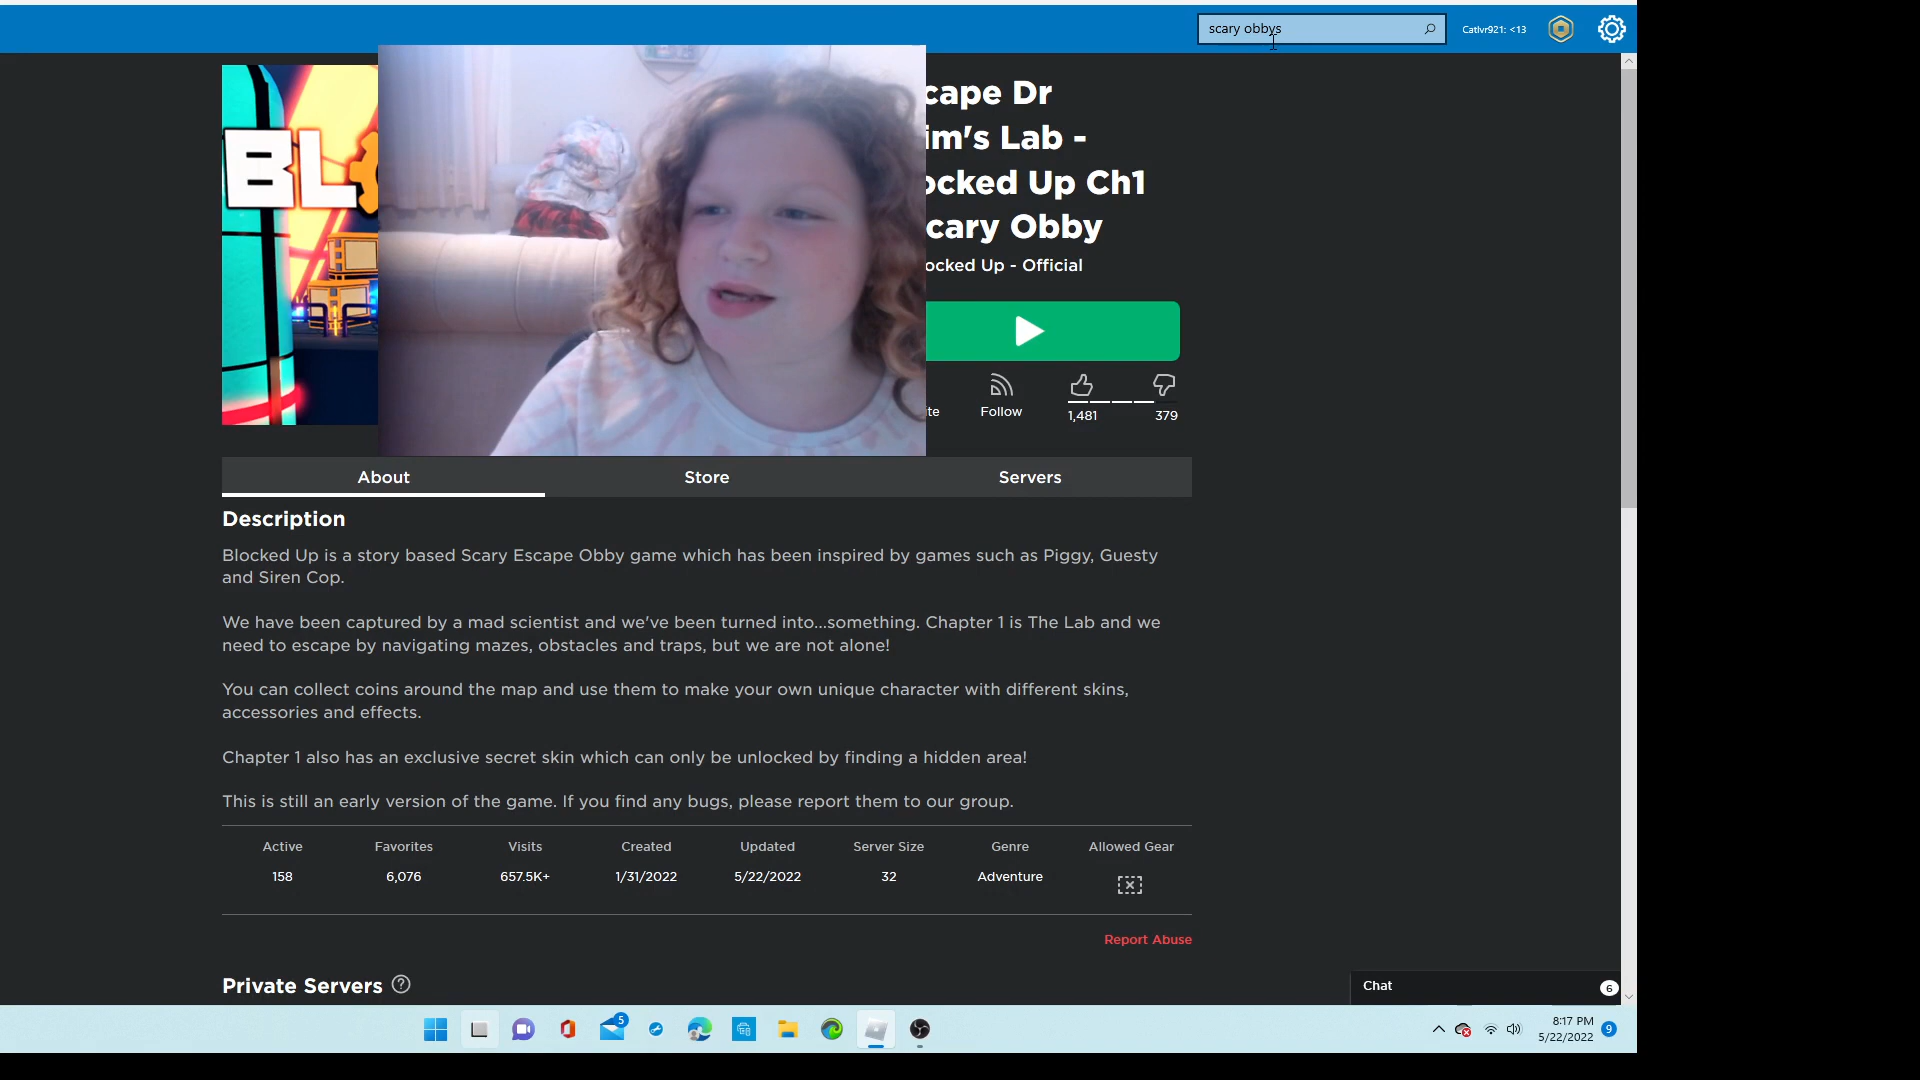 scary obbys
Catlvr921: <13
BLO
cape Dr
im's Lab -
ocked Up Ch1
cary Obby
ocked Up - Official
te
Follow
1,481
379
About
Store
Servers
Description
Blocked Up is a story based Scary Escape Obby game which has been inspired by games such as Piggy, Guesty
and Siren Cop.
We have been captured by a mad scientist and we've been turned into...something. Chapter 1 is The Lab and we
need to escape by navigating mazes, obstacles and traps, but we are not alone!
You can collect coins around the map and use them to make your own unique character with different skins,
accessories and effects.
Chapter 1 also has an exclusive secret skin which can only be unlocked by finding a hidden area!
This is still an early version of the game. If you find any bugs, please report them to our group.
Active Favorites Visits Created Updated Server Size Genre Allowed Gear
158 6,076 657.5K+ 1/31/2022 5/22/2022 32 Adventure
Report Abuse
Private Servers
Chat
6
5
8:17 PM
5/22/2022
9